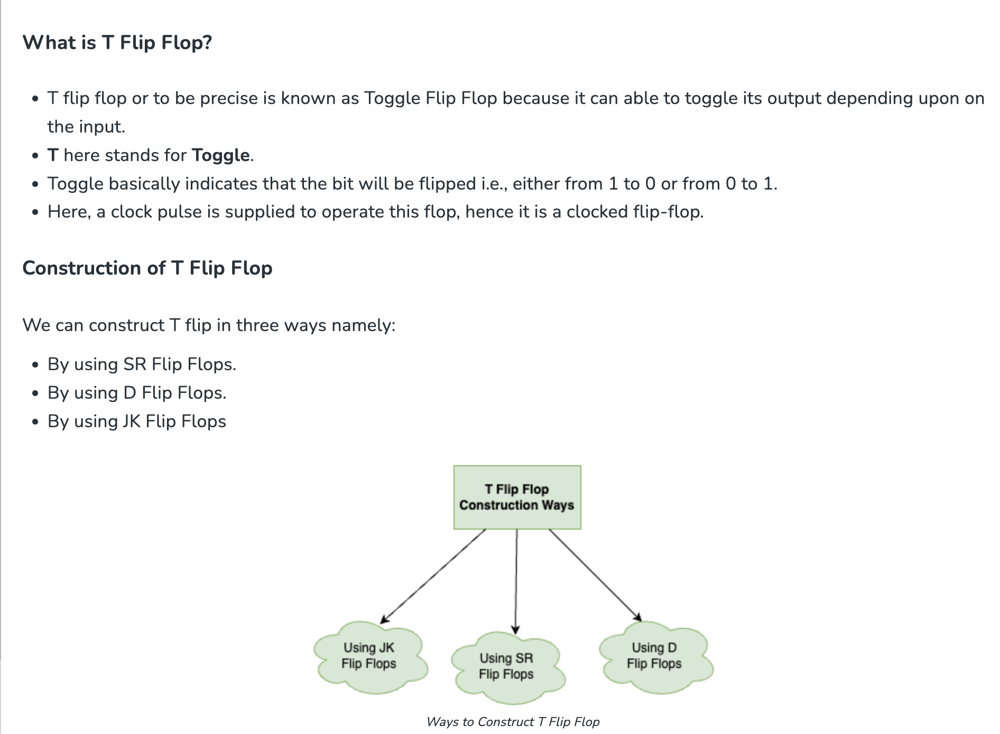 What is T Flip Flop?
T flip flop or to be precise is known as Toggle Flip Flop because it can able to toggle its output depending upon on
the input.
T here stands for Toggle.
Toggle basically indicates that the bit will be flipped i.e., either from 1 to 0 or from 0 to 1.
Here, a clock pulse is supplied to operate this flop, hence it is a clocked flip-flop.
Construction of T Flip Flop
We can construct T flip in three ways namely:
By using SR Flip Flops.
By using D Flip Flops.
By using JK Flip Flops
T Flip Flop
Construction Ways
Using JK
Flip Flops
Using SR
Flip Flops
Using D
Flip Flops
Ways to Construct T Flip Flop